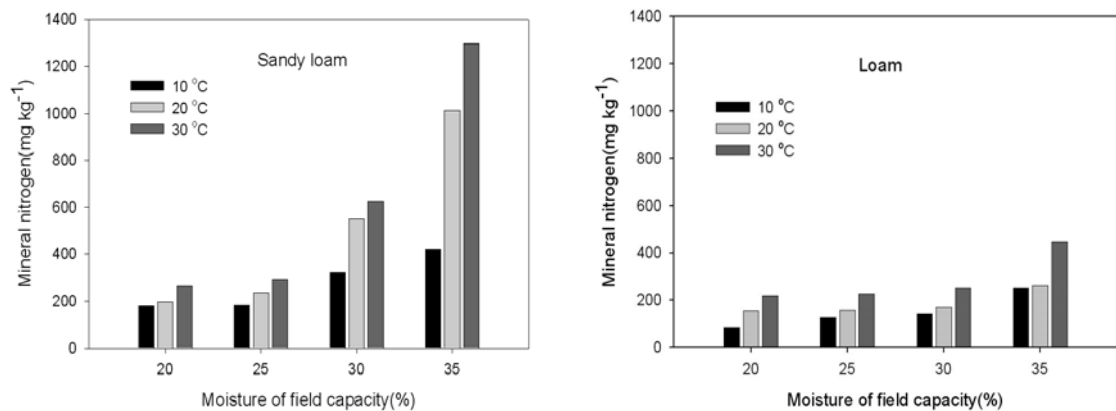 1400
1200
1000
800
600
400
200
0
Mineral nitrogen(mg kg⁻¹)
Sandy loam
10 °C
20 °C
30 °C
20 25 30 35
Moisture of field capacity(%)
1400
1200
1000
800
600
400
200
0
Mineral nitrogen(mg kg⁻¹)
Loam
10 °C
20 °C
30 °C
20 25 30 35
Moisture of field capacity(%)